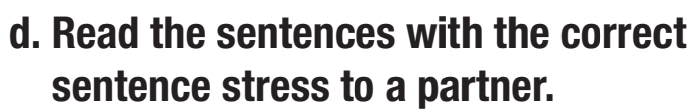 d. Read the sentences with the correct
sentence stress to a partner.